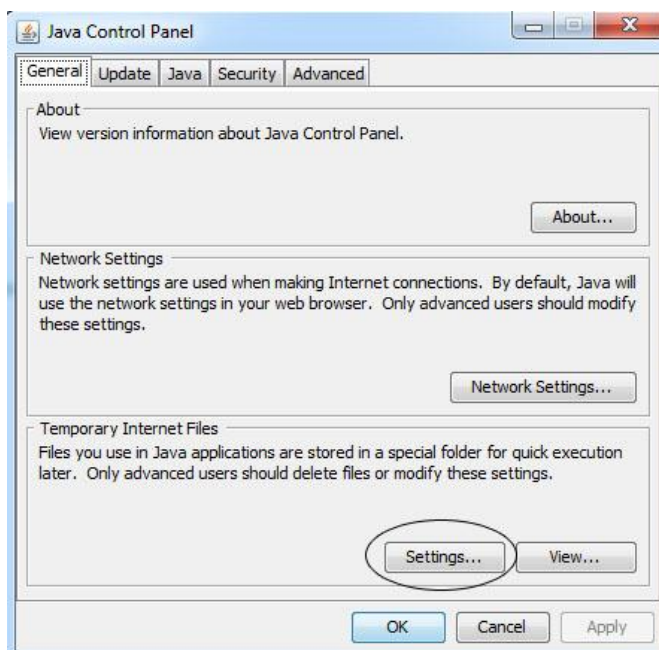 Java Control Panel
General Update Java Security Advanced
About
View version information about Java Control Panel.
About...
Network Settings
Network settings are used when making Internet connections.  By default, Java will
use the network settings in your web browser.  Only advanced users should modify
these settings.
Network Settings...
Temporary Internet Files
Files you use in Java applications are stored in a special folder for quick execution
later.  Only advanced users should delete files or modify these settings.
Settings... View...
OK Cancel Apply